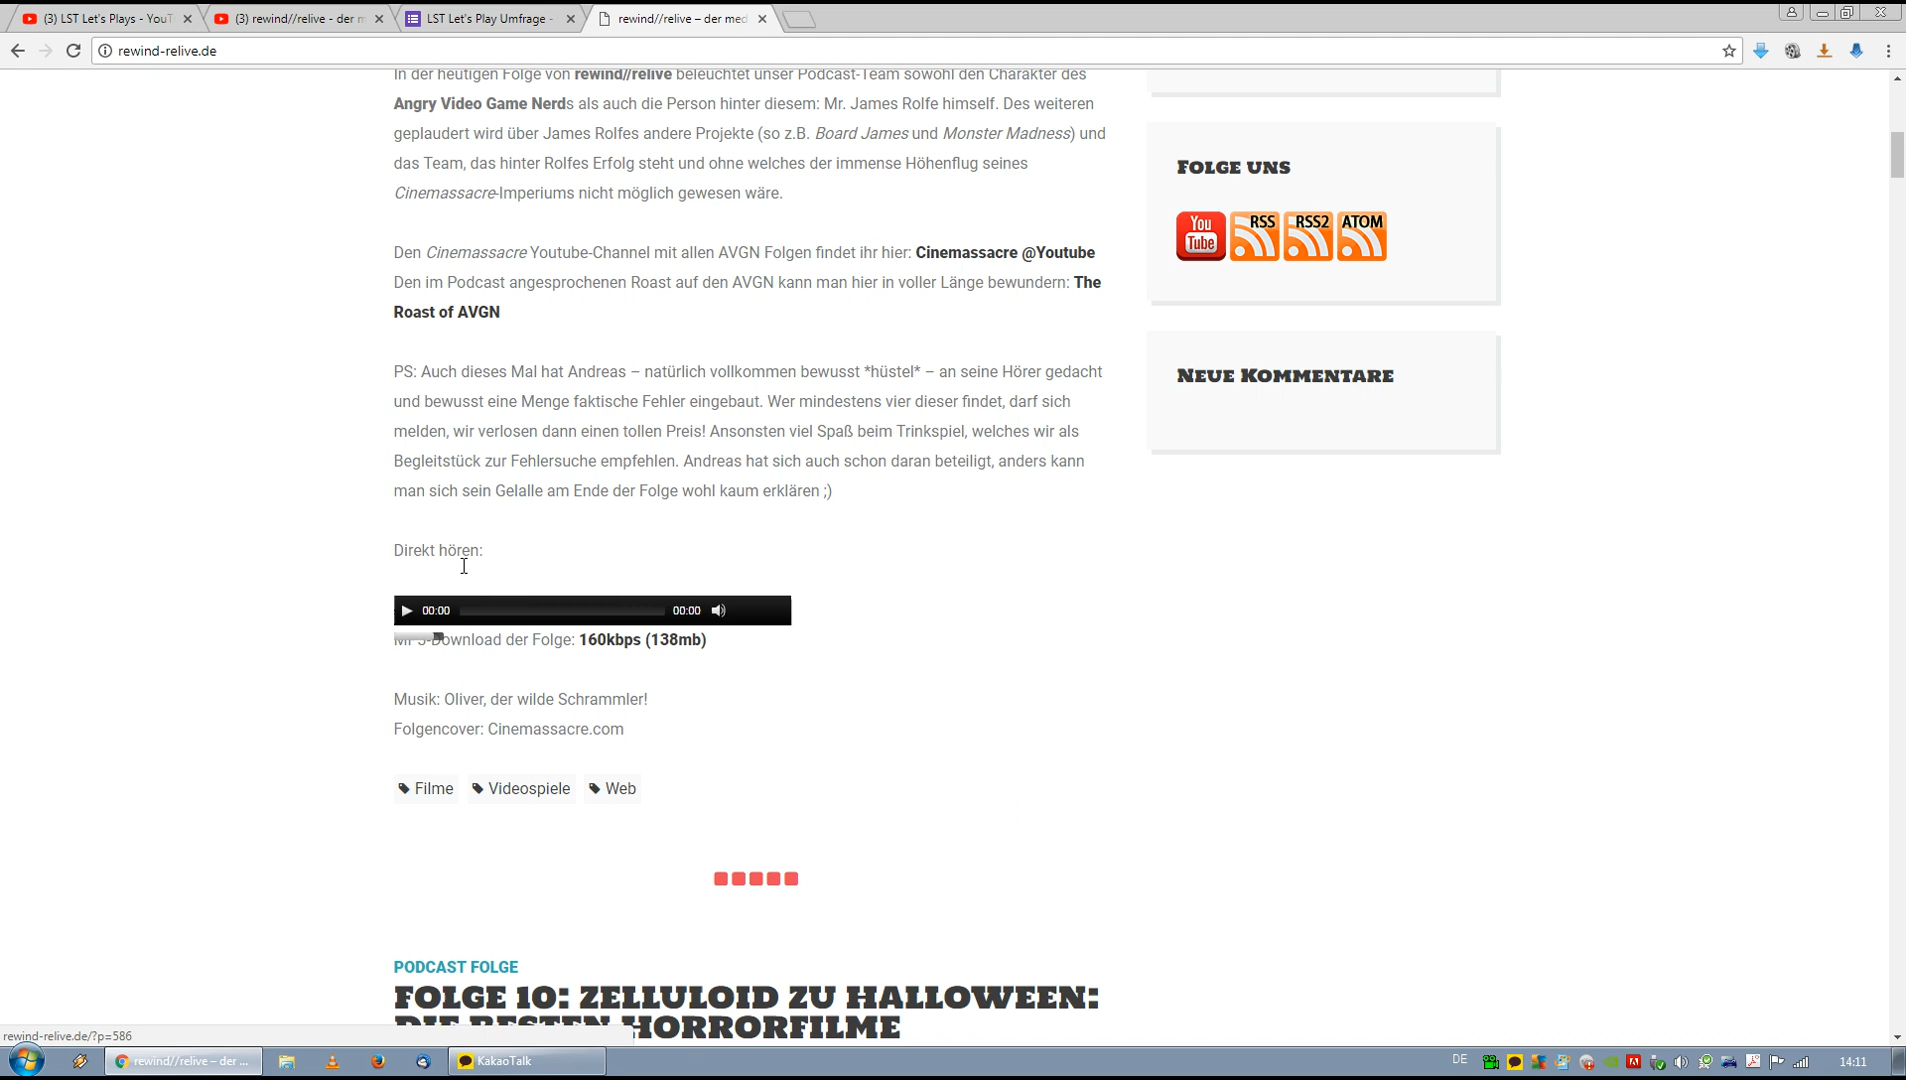 (3) LST Let's Plays - YouT
(3) rewind//relive - der m
LST Let's Play Umfrage -
rewind//relive – der med
rewind-relive.de
In der heutigen Folge von rewind//relive beleuchtet unser Podcast-Team sowohl den Charakter des
Angry Video Game Nerds als auch die Person hinter diesem: Mr. James Rolfe himself. Des weiteren
geplaudert wird über James Rolfes andere Projekte (so z.B. Board James und Monster Madness) und
das Team, das hinter Rolfes Erfolg steht und ohne welches der immense Höhenflug seines
Cinemassacre-Imperiums nicht möglich gewesen wäre.
Den Cinemassacre Youtube-Channel mit allen AVGN Folgen findet ihr hier: Cinemassacre @Youtube
Den im Podcast angesprochenen Roast auf den AVGN kann man hier in voller Länge bewundern: The
Roast of AVGN
PS: Auch dieses Mal hat Andreas – natürlich vollkommen bewusst *hüstel* – an seine Hörer gedacht
und bewusst eine Menge faktische Fehler eingebaut. Wer mindestens vier dieser findet, darf sich
melden, wir verlosen dann einen tollen Preis! Ansonsten viel Spaß beim Trinkspiel, welches wir als
Begleitstück zur Fehlersuche empfehlen. Andreas hat sich auch schon daran beteiligt, anders kann
man sich sein Gelalle am Ende der Folge wohl kaum erklären ;)
Direkt hören:
00:00
00:00
MP3-Download der Folge: 160kbps (138mb)
Musik: Oliver, der wilde Schrammler!
Folgencover: Cinemassacre.com
Filme
Videospiele
Web
PODCAST FOLGE
FOLGE 10: ZELLULOID ZU HALLOWEEN:
DIE BESTEN HORRORFILME
FOLGE UNS
You Tube
RSS
RSS2
ATOM
NEUE KOMMENTARE
rewind-relive.de/?p=586
rewind//relive – der ...
KakaoTalk
DE
14:11